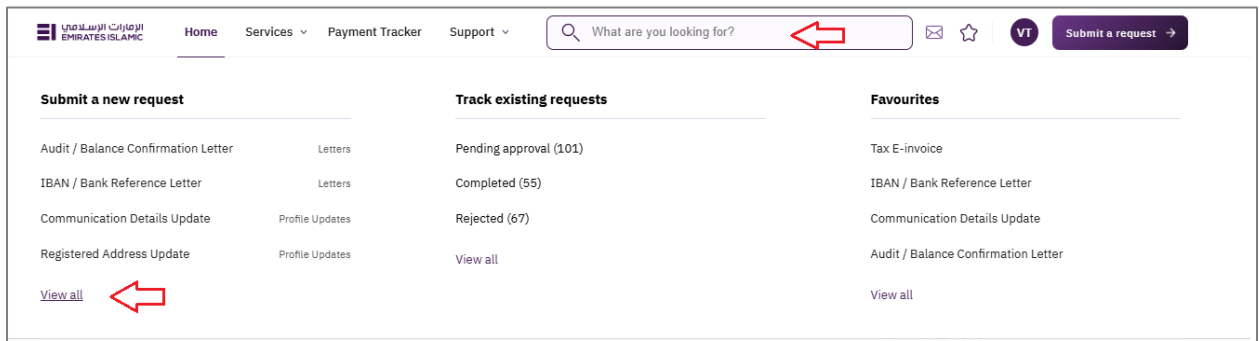 الإمارات الإسلامي
EMIRATES ISLAMIC
Home
Services
Payment Tracker
Support
What are you looking for?
VT
Submit a request →
Submit a new request
Audit / Balance Confirmation Letter Letters
IBAN / Bank Reference Letter Letters
Communication Details Update Profile Updates
Registered Address Update Profile Updates
View all
Track existing requests
Pending approval (101)
Completed (55)
Rejected (67)
View all
Favourites
Tax E-invoice
IBAN / Bank Reference Letter
Communication Details Update
Audit / Balance Confirmation Letter
View all